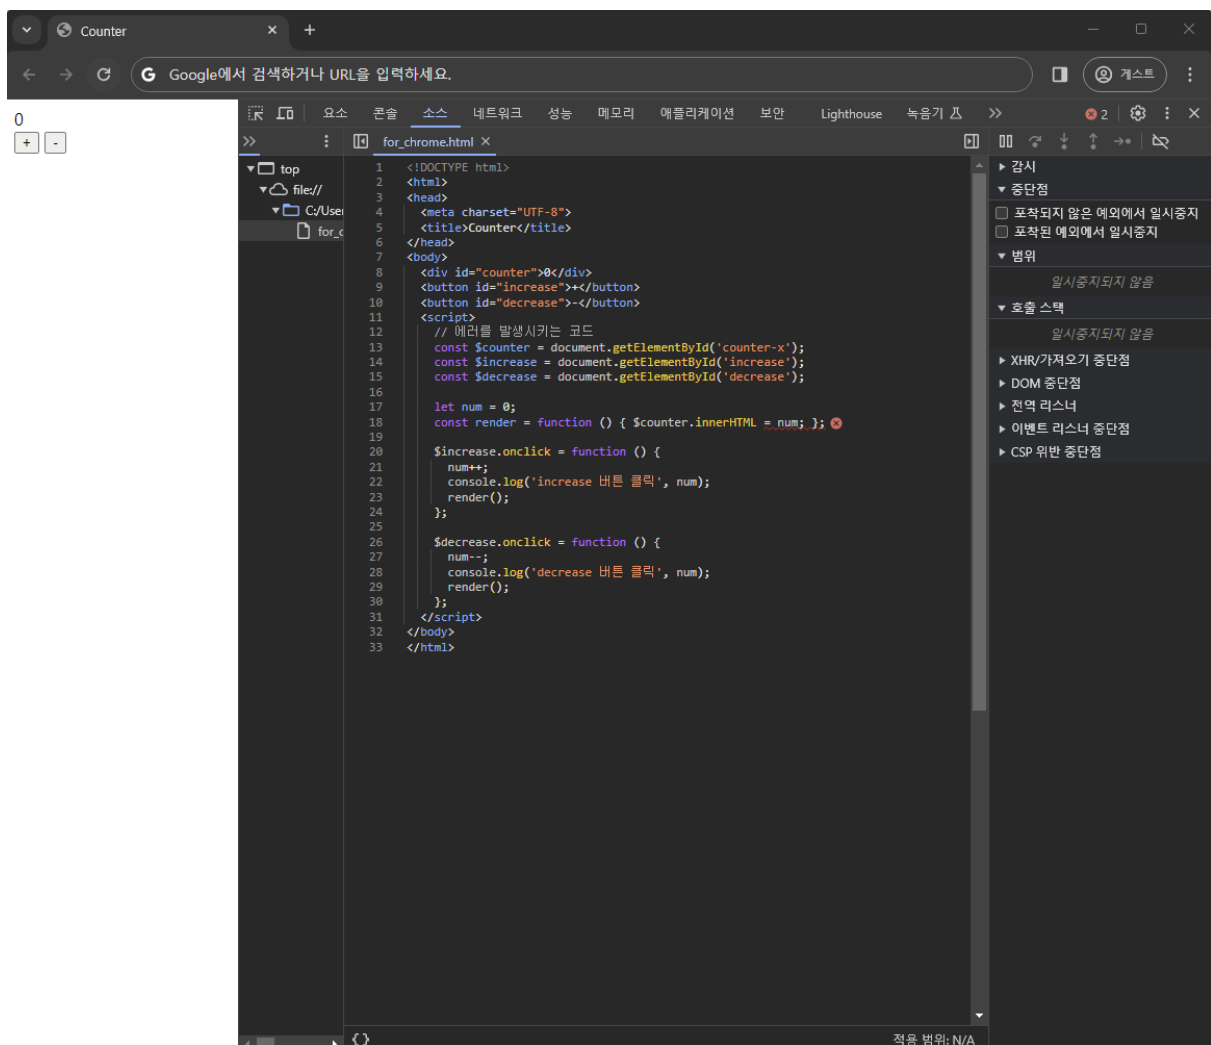 Counter
Google에서 검색하거나 URL을 입력하세요.
게스트
0
+ -
요소 콘솔 소스 네트워크 성능 메모리 애플리케이션 보안 Lighthouse 녹음기 2
for_chrome.html
top
file://
C:/User
for_c
1 <!DOCTYPE html>
2 <html>
3 <head>
4 <meta charset="UTF-8">
5 <title>Counter</title>
6 </head>
7 <body>
8 <div id="counter">0</div>
9 <button id="increase">+</button>
10 <button id="decrease">-</button>
11 <script>
12 // 에러를 발생시키는 코드
13 const $counter = document.getElementById('counter-x');
14 const $increase = document.getElementById('increase');
15 const $decrease = document.getElementById('decrease');
16
17 let num = 0;
18 const render = function () { $counter.innerHTML = num; };
19
20 $increase.onclick = function () {
21 num++;
22 console.log('increase 버튼 클릭', num);
23 render();
24 };
25
26 $decrease.onclick = function () {
27 num--;
28 console.log('decrease 버튼 클릭', num);
29 render();
30 };
31 </script>
32 </body>
33 </html>
감시
중단점
포착되지 않은 예외에서 일시중지
포착된 예외에서 일시중지
범위
일시중지되지 않음
호출 스택
일시중지되지 않음
XHR/가져오기 중단점
DOM 중단점
전역 리스너
이벤트 리스너 중단점
CSP 위반 중단점
{} 적용 범위: N/A